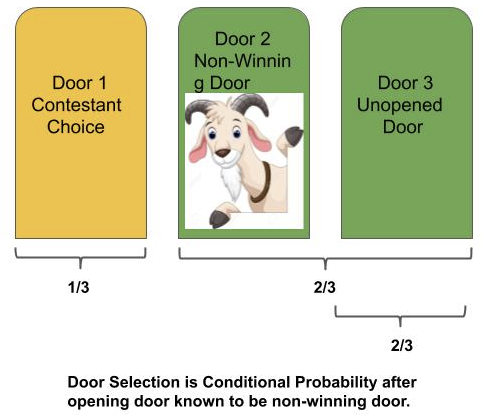 Door 1
Contestant
Choice
Door 2
Non-Winnin
g Door
Door 3
Unopened
Door
1/3
2/3
2/3
Door Selection is Conditional Probability after
opening door known to be non-winning door.